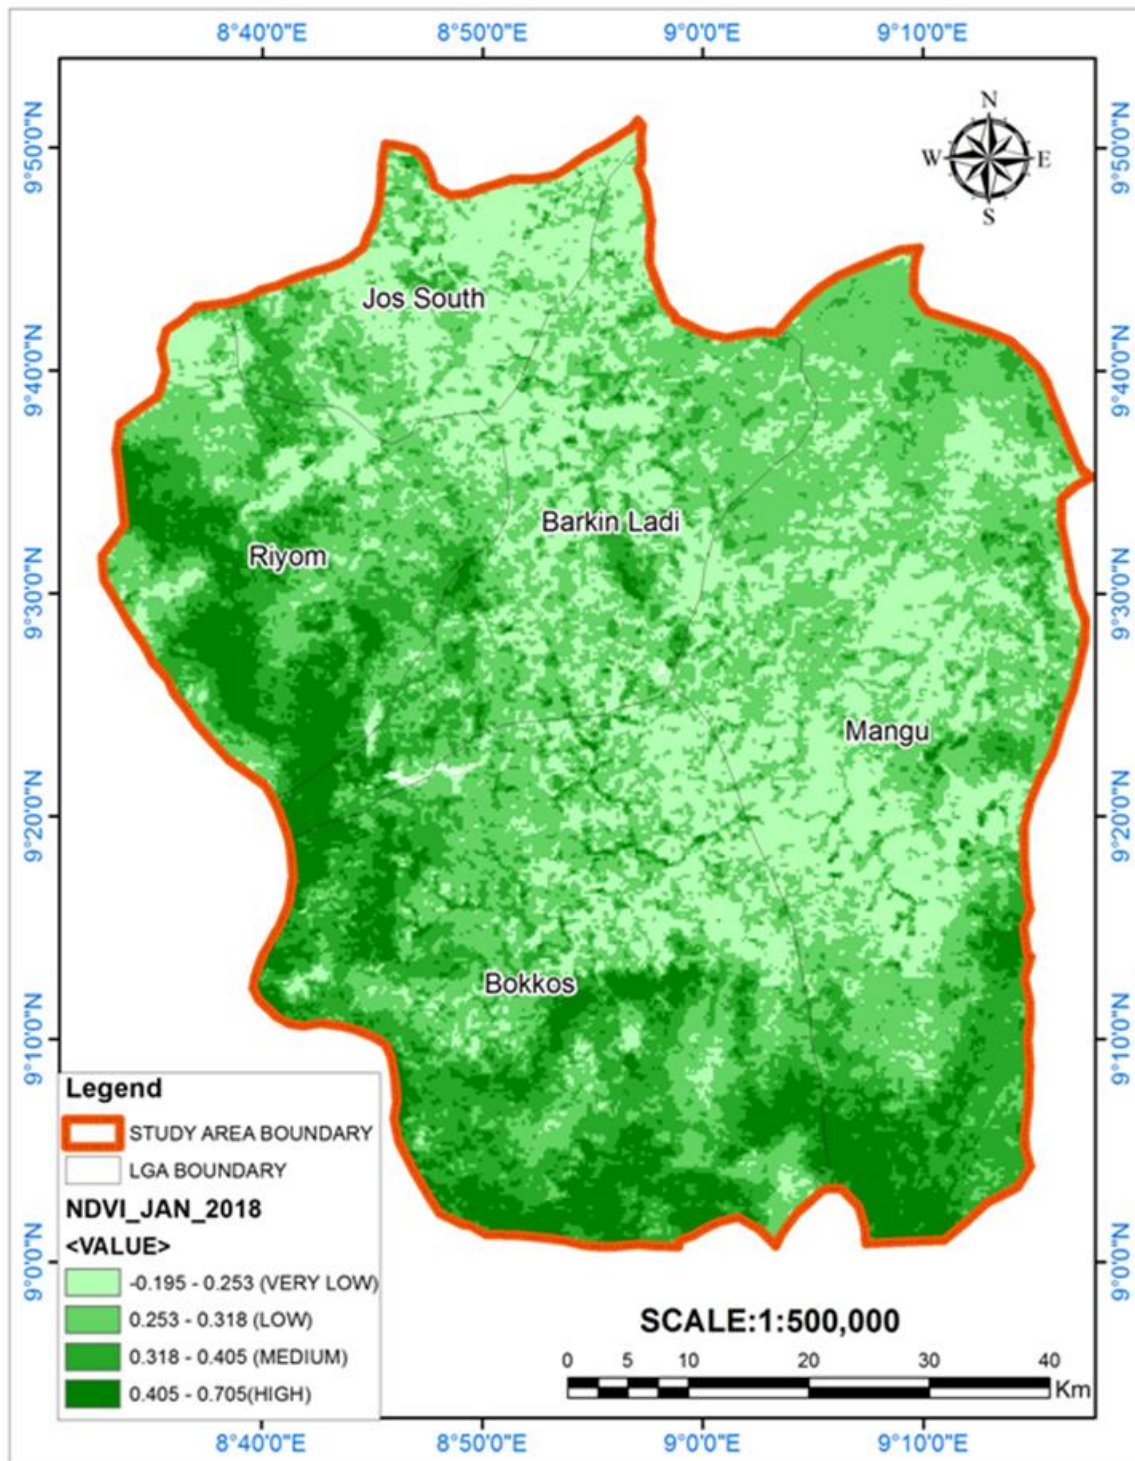 8°40'0"E 8°50'0"E 9°0'0"E 9°10'0"E
9°50'0"N 9°50'0"N
N
W E
S
Jos South
9°40'0"N 9°40'0"N
Barkin Ladi
Riyom
9°30'0"N 9°30'0"N
Mangu
9°20'0"N 9°20'0"N
Bokkos
9°10'0"N 9°10'0"N
Legend
STUDY AREA BOUNDARY
LGA BOUNDARY
NDVI_JAN_2018
<VALUE>
-0.195 - 0.253 (VERY LOW)
0.253 - 0.318 (LOW)
0.318 - 0.405 (MEDIUM)
0.405 - 0.705(HIGH)
9°0'0"N 9°0'0"N
SCALE:1:500,000
0 5 10 20 30 40
Km
8°40'0"E 8°50'0"E 9°0'0"E 9°10'0"E